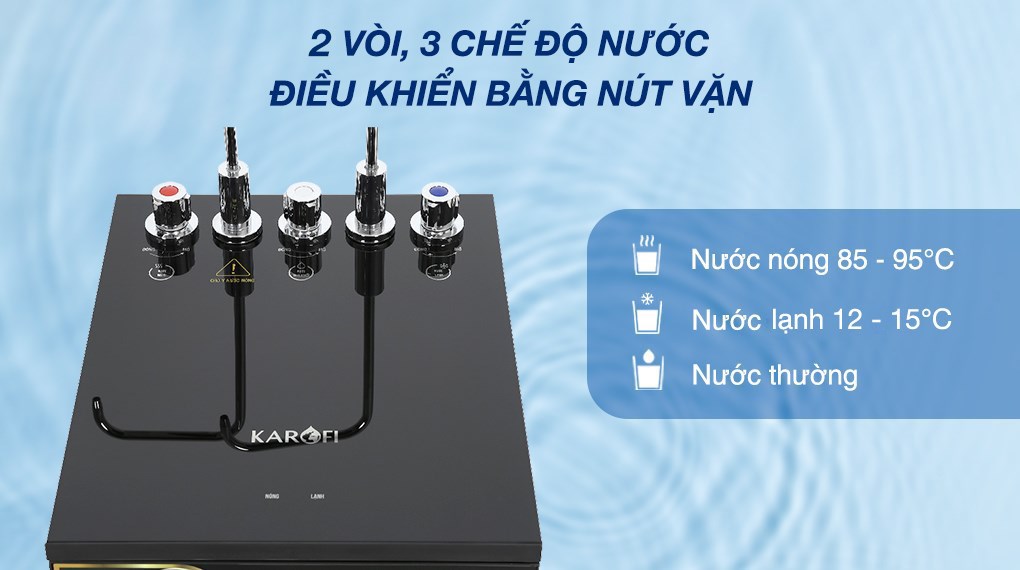 2 VÒI, 3 CHẾ ĐỘ NƯỚC
ĐIỀU KHIỂN BẰNG NÚT VẶN
Nước nóng 85 - 95°C
Nước lạnh 12 - 15°C
Nước thường
KAROFI
NÓNG LẠNH